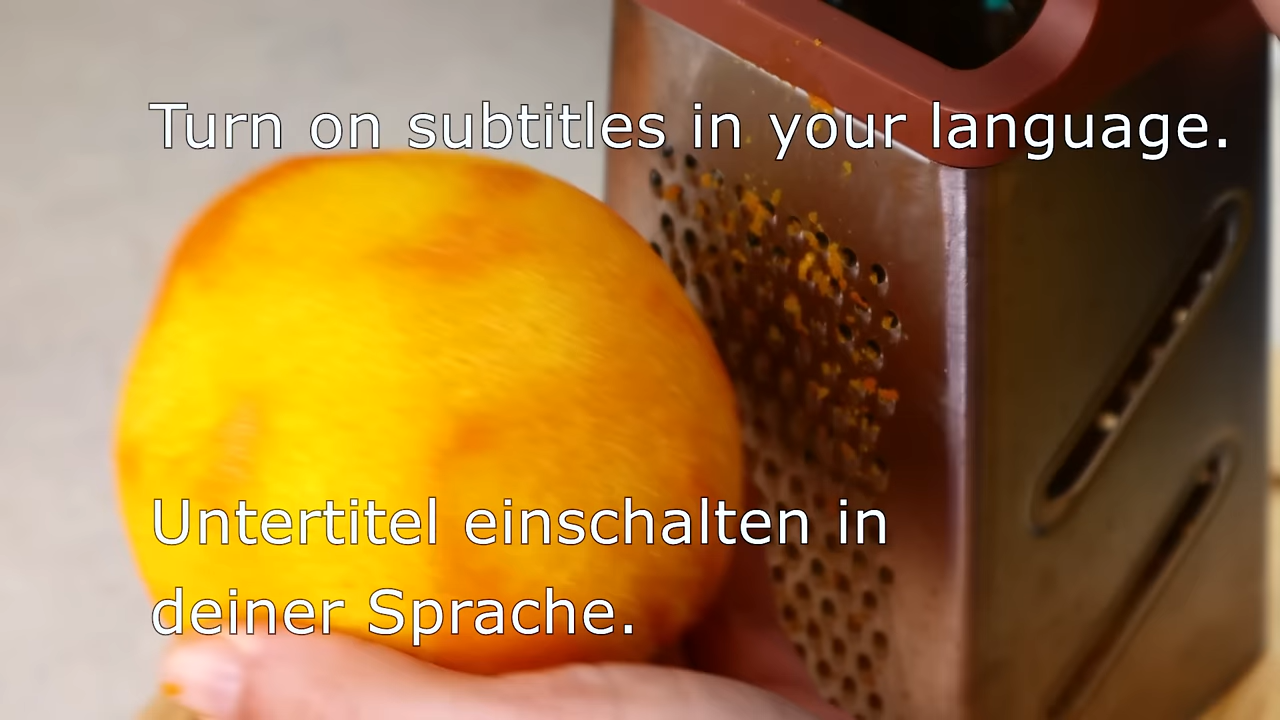 Turn on subtitles in your language.
Untertitel einschalten in
deiner Sprache.